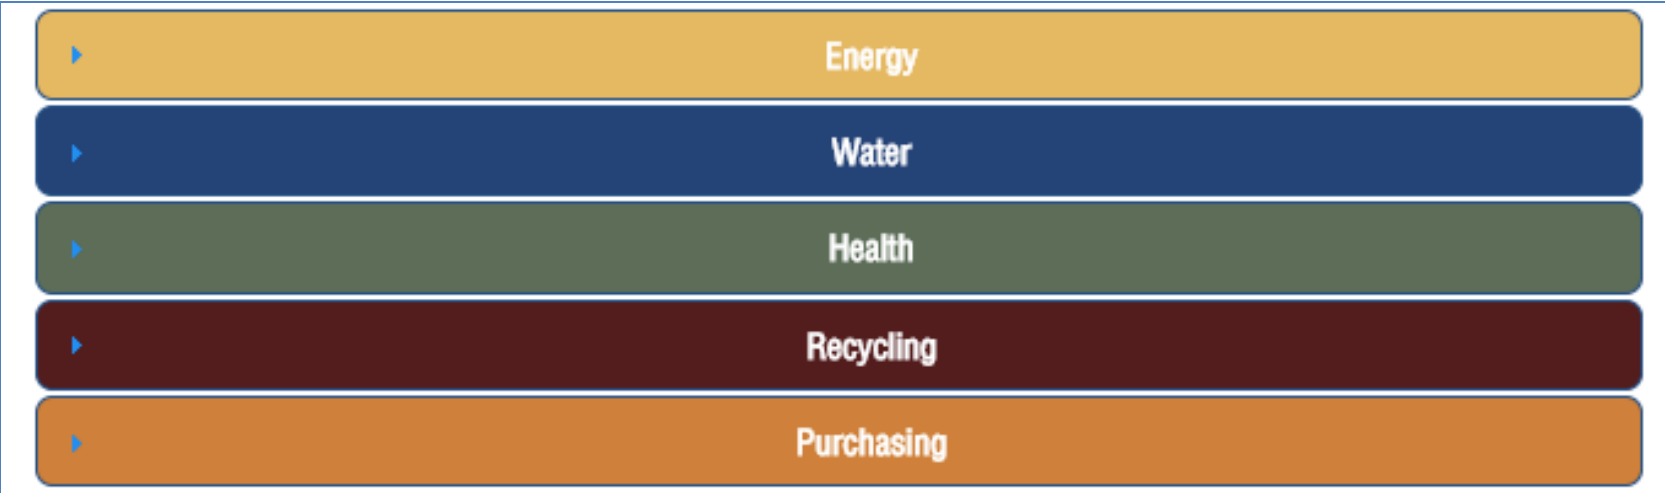 Energy
Water
Health
Recycling
Purchasing